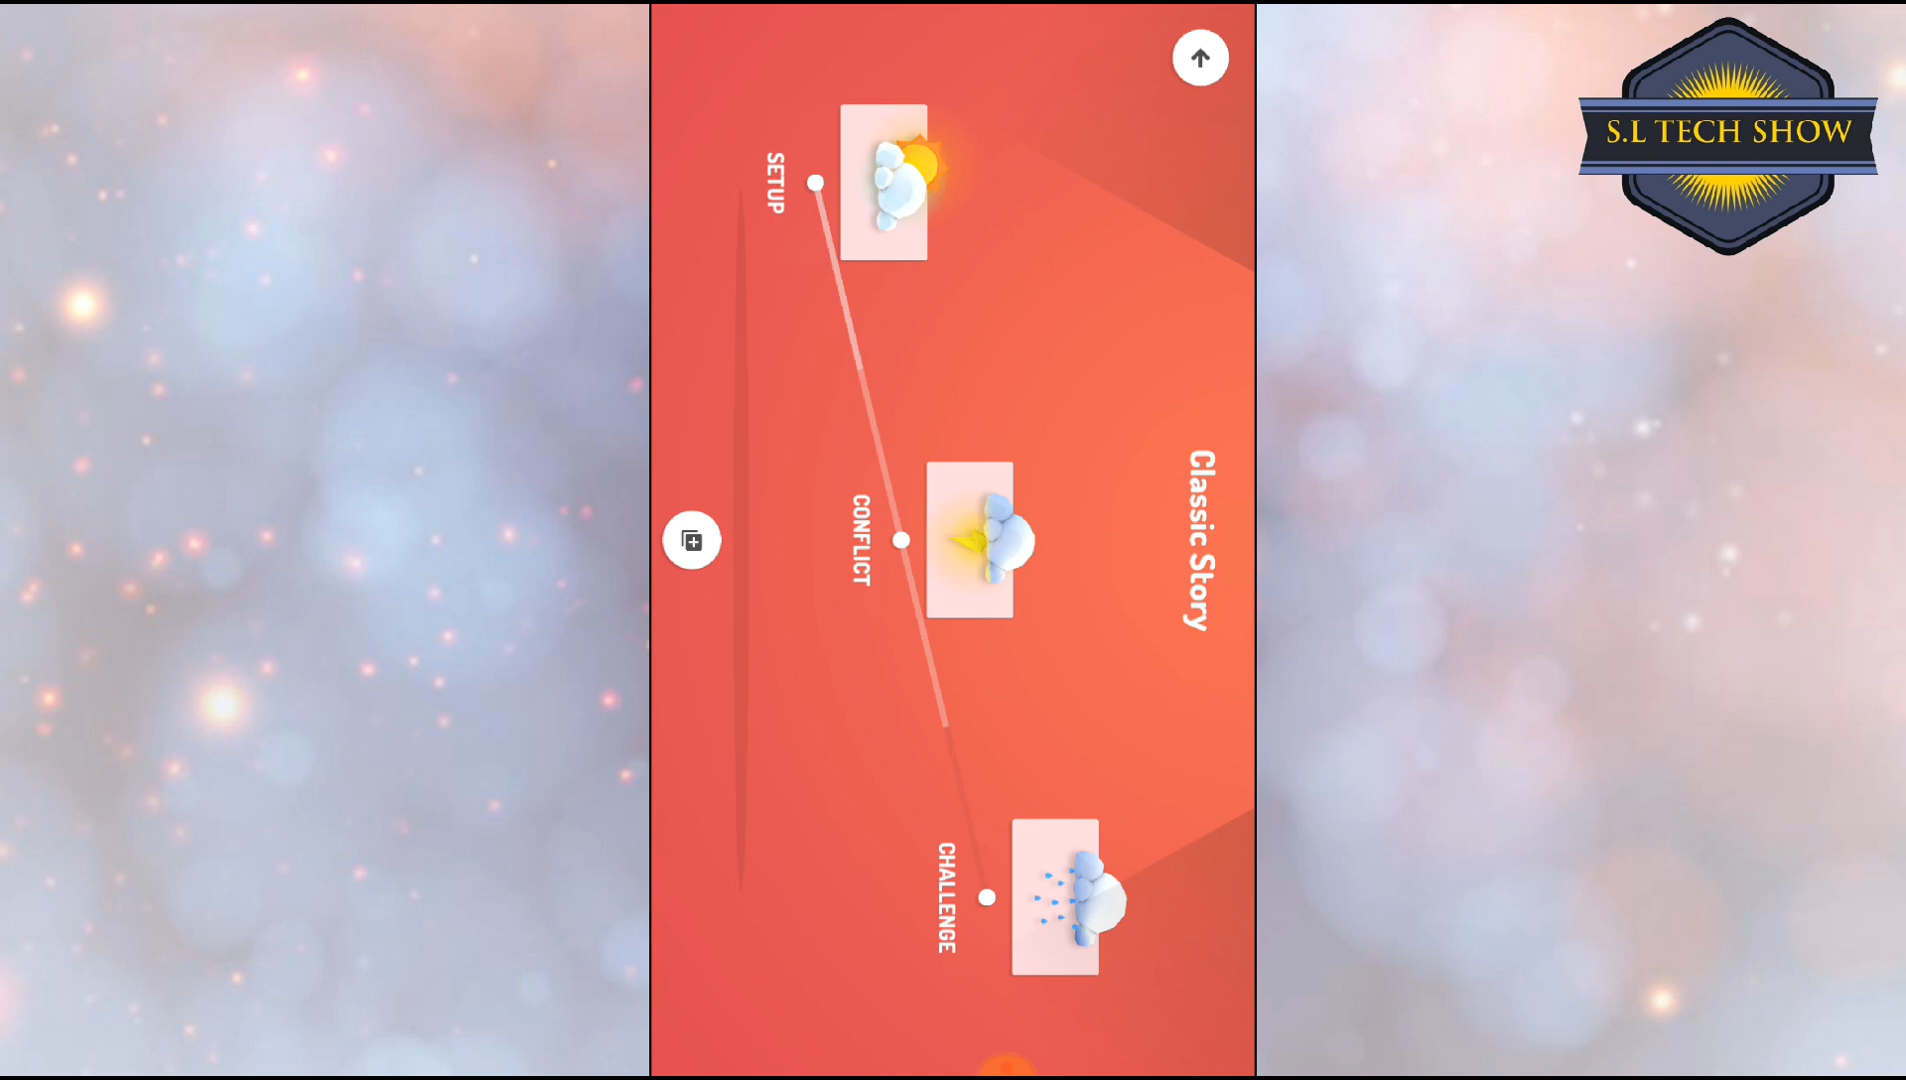 S.L TECH SHOW
Classic Story
SETUP
CONFLICT
CHALLENGE